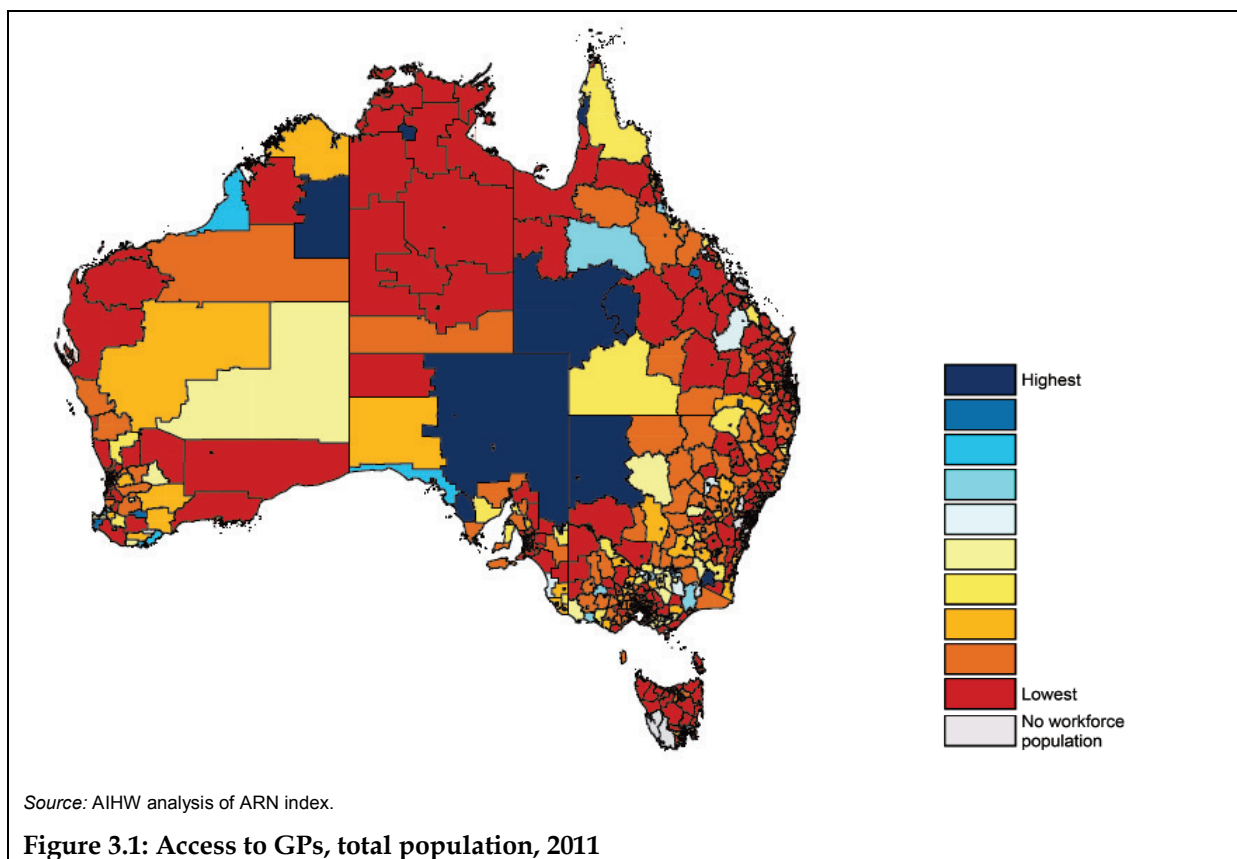 Highest
Lowest
No workforce
population
Source: AIHW analysis of ARN index.
Figure 3.1: Access to GPs, total population, 2011